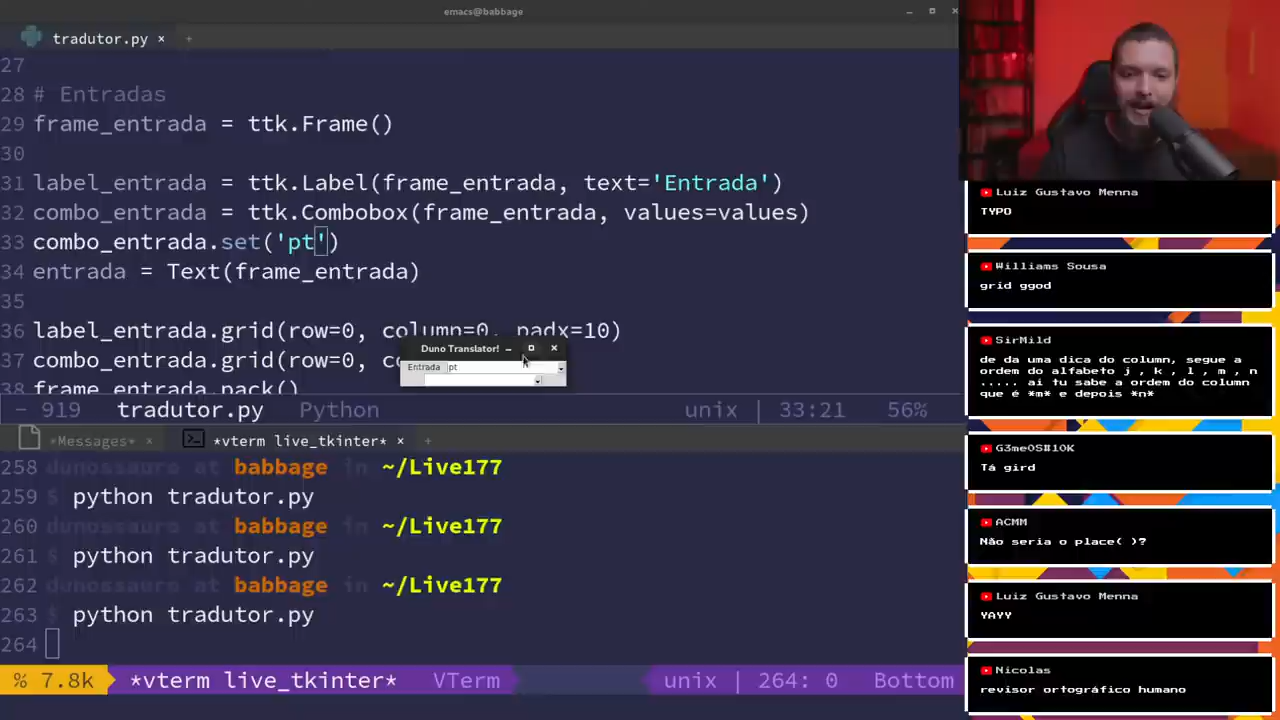 emacs@babbage
tradutor.py × +
27
28 # Entradas
29 frame_entrada = ttk.Frame()
30
31 label_entrada = ttk.Label(frame_entrada, text='Entrada')
32 combo_entrada = ttk.Combobox(frame_entrada, values=values)
33 combo_entrada.set('pt')
34 entrada = Text(frame_entrada)
35
36 label_entrada.grid(row=0, column=0, padx=10)
37 combo_entrada.grid(row=0,
38 frame_entrada.pack()
Duno Translator!
Entrada pt
- 919 tradutor.py Python unix | 33:21 56%
*Messages* × *vterm live_tkinter* × +
258 dunossauro at babbage in ~/Live177
259 $ python tradutor.py
260 dunossauro at babbage in ~/Live177
261 $ python tradutor.py
262 dunossauro at babbage in ~/Live177
263 $ python tradutor.py
264
% 7.8k *vterm live_tkinter* VTerm unix | 264: 0 Bottom
Luiz Gustavo Menna
TYPO
Williams Sousa
grid ggod
SirMild
de da uma dica do column, segue a
ordem do alfabeto j , k , l , m , n
..... ai tu sabe a ordem do column
que é *m* e depois *n*
G3me0S#10K
Tá gird
ACMM
Não seria o place( )?
Luiz Gustavo Menna
YAYY
Nicolas
revisor ortográfico humano